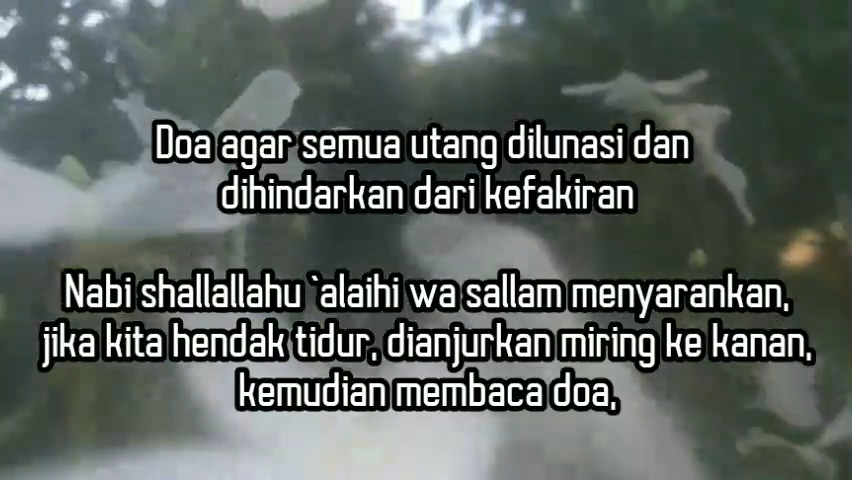 Doa agar semua utang dilunasi dan
dihindarkan dari kefakiran
Nabi shallallahu `alaihi wa sallam menyarankan,
jika kita hendak tidur, dianjurkan miring ke kanan,
kemudian membaca doa,